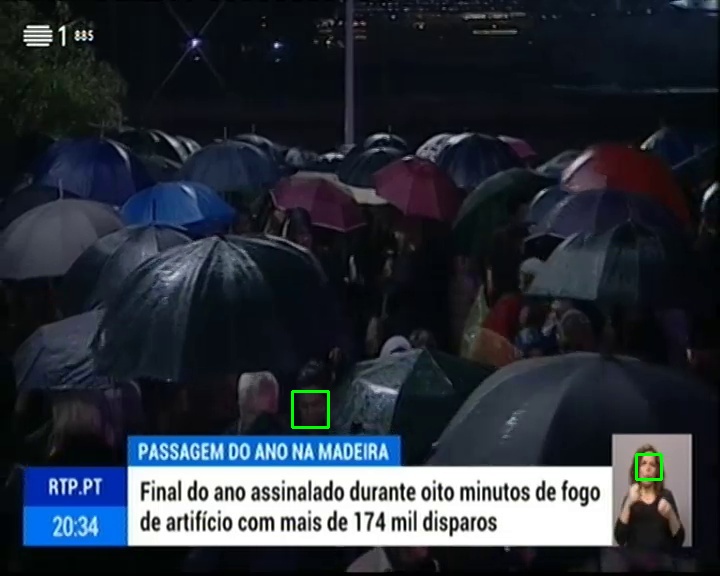 1 885
PASSAGEM DO ANO NA MADEIRA
RTP.PT
Final do ano assinalado durante oito minutos de fogo
20:34
de artifício com mais de 174 mil disparos